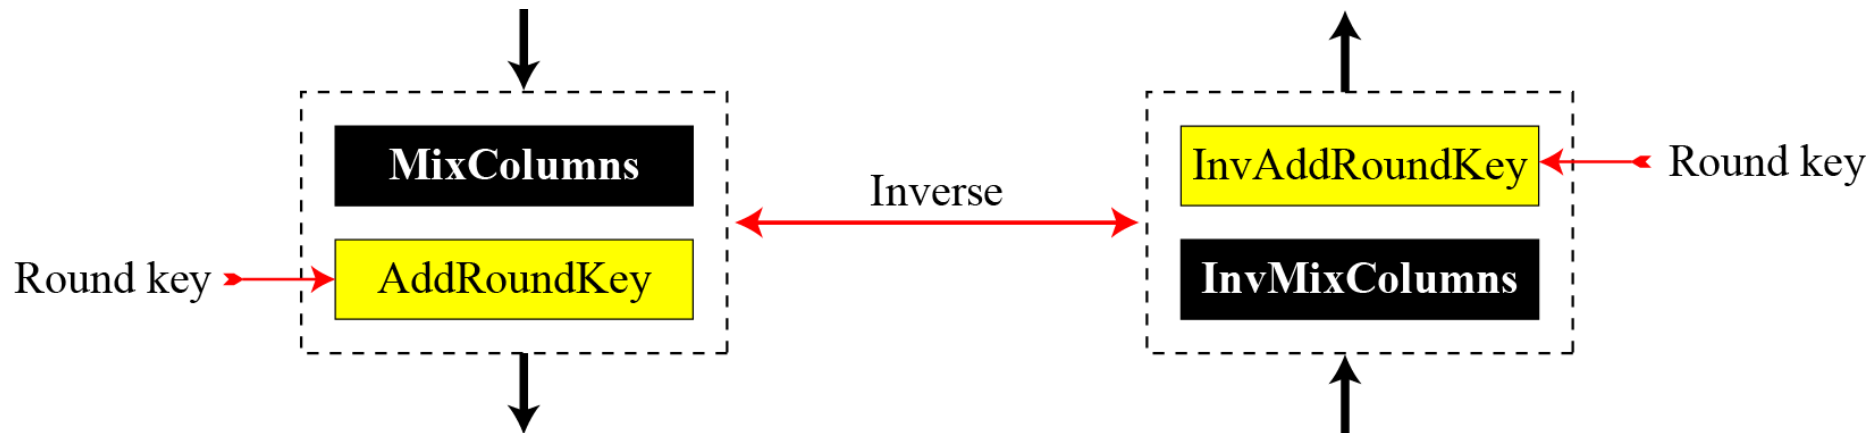 MixColumns
Round key
AddRoundKey
Inverse
InvAddRoundKey
Round key
InvMixColumns